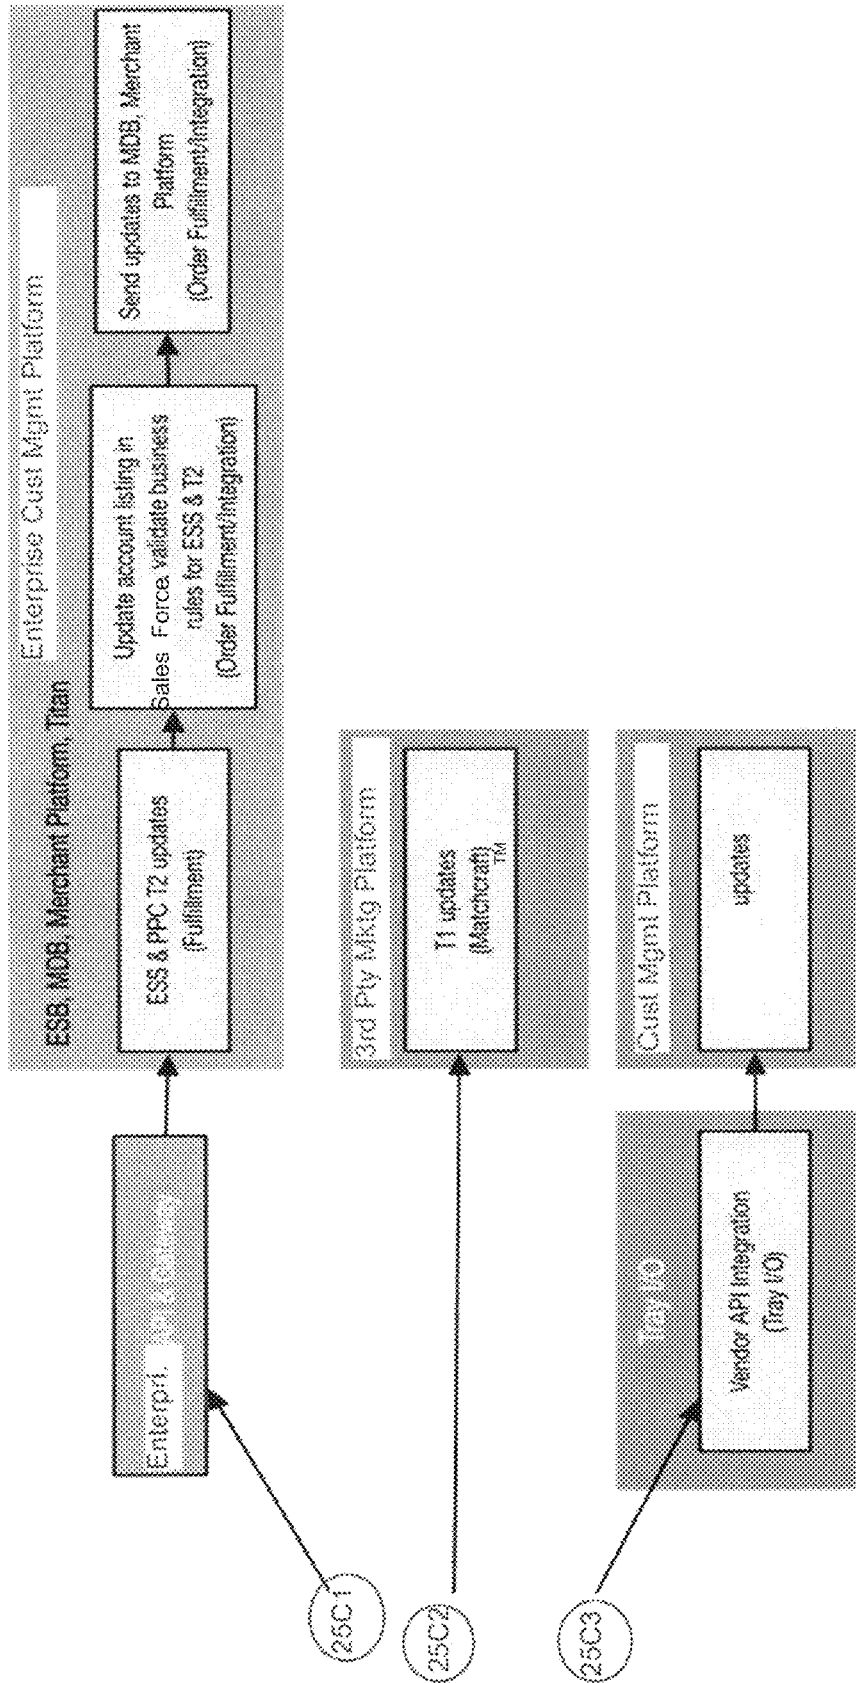 ESB, MDB, Merchant Platform, Titan
Enterprise Cust Mgmt Platform
Enterpri.
ESS & PPC T2 updates
(Fulfillment)
Update account listing in
Sales Force, validate business
rules for ESS & T2
(Order Fulfillment/Integration)
Send updates to MDB, Merchant
Platform
(Order Fulfillment/Integration)
25C1
3rd Pty Mktg Platform
T1 updates
(Matchcraft)
TM
25C2
Tray I/O
Vendor API Integration
(Tray I/O)
Cust Mgmt Platform
updates
25C3